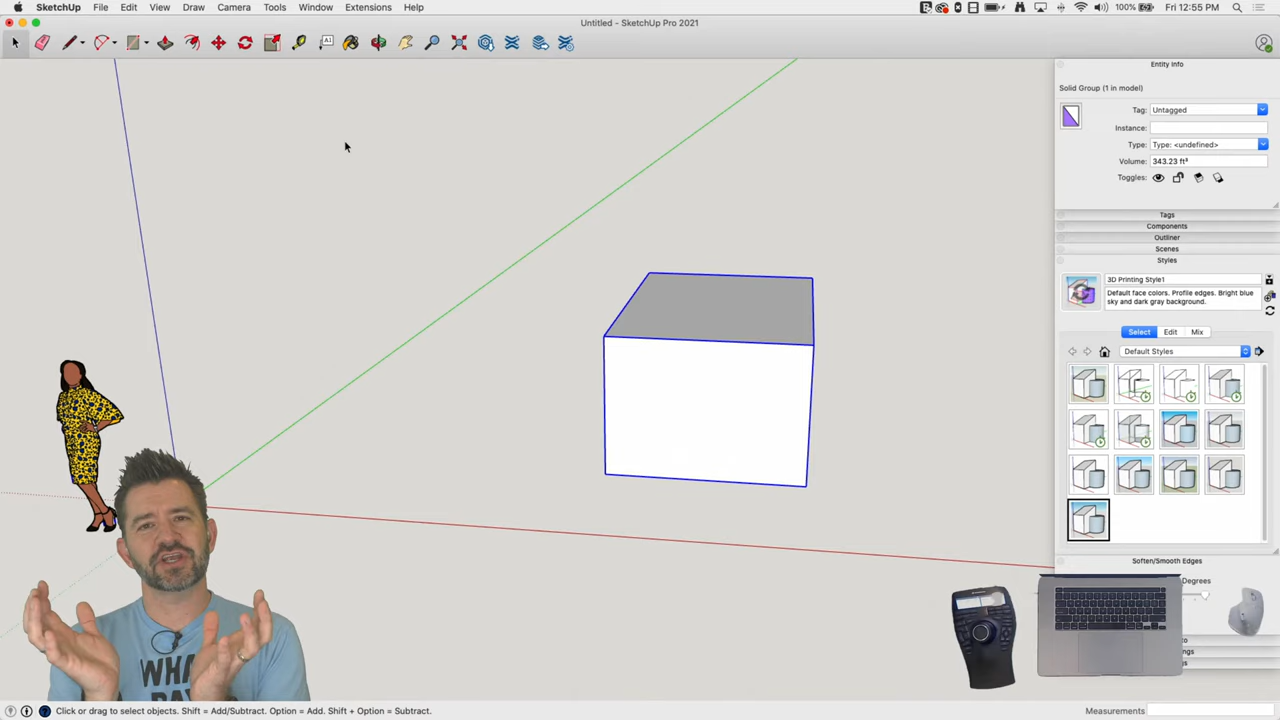 SketchUp File Edit View Draw Camera Tools Window Extensions Help 100% Fri 12:55 PM
Untitled - SketchUp Pro 2021
Entity Info
Solid Group (1 in model)
Tag: Untagged
Instance:
Type: Type: <undefined>
Volume: 343.23 ft³
Toggles:
Tags
Components
Outliner
Scenes
Styles
3D Printing Style1
Default face colors. Profile edges. Bright blue
sky and dark gray background.
Select Edit Mix
Default Styles
Soften/Smooth Edges
Degrees
WHAT
Click or drag to select objects. Shift = Add/Subtract. Option = Add. Shift + Option = Subtract.
Measurements